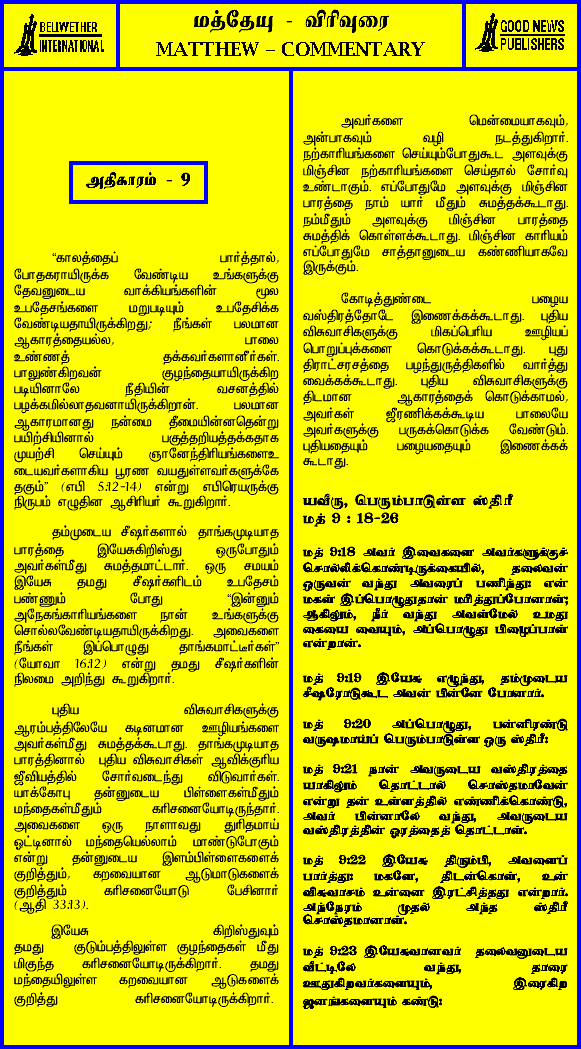 BELLWETHER
INTERNATIONAL
மத்தேயு - விரிவுரை
MATTHEW – COMMENTARY
GOOD NEWS
PUBLISHERS
அதிகாரம் - 9
“காலத்தைப் பார்த்தால்,
போதகராயிருக்க வேண்டிய உங்களுக்கு
தேவனுடைய வாக்கியங்களின் மூல
உபதேசங்களை மறுபடியும் உபதேசிக்க
வேண்டியதாயிருக்கிறது; நீங்கள் பலமான
ஆகாரத்தையல்ல, பாலை
உண்ணத் தக்கவர்களானீர்கள்.
பாலுண்கிறவன் குழந்தையாயிருக்கிற
படியினாலே நீதியின் வசனத்தில்
பழக்கமில்லாதவனாயிருக்கிறான். பலமான
ஆகாரமானது நன்மை தீமையின்னதென்று
பயிற்சியினால் பகுத்தறியத்தக்கதாக
முயற்சி செய்யும் ஞானேந்திரியங்களைஉ
டையவர்களாகிய பூரண வயதுள்ளவர்களுக்கே
தகும்” (எபி 5:12-14) என்று எபிரெயருக்கு
நிருபம் எழுதின ஆசிரியர் கூறுகிறார்.
தம்முடைய சீஷர்களால் தாங்கமுடியாத
பாரத்தை இயேசுகிறிஸ்து ஒருபோதும்
அவர்கள்மீது சுமத்தமாட்டார். ஒரு சமயம்
இயேசு தமது சீஷர்களிடம் உபதேசம்
பண்ணும் போது “இன்னும்
அநேகங்காரியங்களை நான் உங்களுக்கு
சொல்லவேண்டியதாயிருக்கிறது. அவைகளை
நீங்கள் இப்பொழுது தாங்கமாட்டீர்கள்”
(யோவா 16:12) என்று தமது சீஷர்களின்
நிலமை அறிந்து கூறுகிறார்.
புதிய விசுவாசிகளுக்கு
ஆரம்பத்திலேயே கடினமான ஊழியங்களை
அவர்கள்மீது சுமத்தக்கூடாது. தாங்கமுடியாத
பாரத்தினால் புதிய விசுவாசிகள் ஆவிக்குரிய
ஜீவியத்தில் சோர்வடைந்து விடுவார்கள்.
யாக்கோபு தன்னுடைய பிள்ளைகள்மீதும்
மந்தைகள்மீதும் கரிசனையோடிருந்தார்.
அவைகளை ஒரு நாளாவது துரிதமாய்
ஓட்டினால் மந்தையெல்லாம் மாண்டுபோகும்
என்று தன்னுடைய இளம்பிள்ளைகளைக்
குறித்தும், கறவையான ஆடுமாடுகளைக்
குறித்தும் கரிசனையோடு பேசினார்
(ஆதி 33:13).
இயேசு கிறிஸ்துவும்
தமது குடும்பத்திலுள்ள குழந்தைகள் மீது
மிகுந்த கரிசனையோடிருக்கிறார். தமது
மந்தையிலுள்ள கறவையான ஆடுகளைக்
குறித்து கரிசனையோடிருக்கிறார்.
அவர்களை மென்மையாகவும்,
அன்பாகவும் வழி நடத்துகிறார்.
நற்காரியங்களை செய்யும்போதுகூட அளவுக்கு
மிஞ்சின நற்காரியங்களை செய்தால் சோர்வு
உண்டாகும். எப்போதுமே அளவுக்கு மிஞ்சின
பாரத்தை நாம் யார் மீதும் சுமத்தக்கூடாது.
நம்மீதும் அளவுக்கு மிஞ்சின பாரத்தை
சுமத்திக் கொள்ளக்கூடாது. மிஞ்சின காரியம்
எப்போதுமே சாத்தானுடைய கண்ணியாகவே
இருக்கும்.
கோடித்துண்டை பழைய
வஸ்திரத்தோடே இணைக்கக்கூடாது. புதிய
விசுவாசிகளுக்கு மிகப்பெரிய ஊழியப்
பொறுப்புக்களை கொடுக்கக்கூடாது. புது
திராட்சரசத்தை பழந்துருத்திகளில் வார்த்து
வைக்கக்கூடாது. புதிய விசுவாசிகளுக்கு
திடமான ஆகாரத்தைக் கொடுக்காமல்,
அவர்கள் ஜீரணிக்கக்கூடிய பாலையே
அவர்களுக்கு பருகக்கொடுக்க வேண்டும்.
புதியதையும் பழையதையும் இணைக்கக்
கூடாது.
யவீரு, பெரும்பாடுள்ள ஸ்திரீ
மத் 9 : 18-26
மத் 9:18 அவர் இவைகளை அவர்களுக்குச்
சொல்லிக்கொண்டிருக்கையில், தலைவன்
ஒருவன் வந்து அவரைப் பணிந்து: என்
மகள் இப்பொழுதுதான் மரித்துப்போனாள்;
ஆகிலும், நீர் வந்து அவள்மேல் உமது
கையை வையும், அப்பொழுது பிழைப்பாள்
என்றான்.
மத் 9:19 இயேசு எழுந்து, தம்முடைய
சீஷரோடுகூட அவன் பின்னே போனார்.
மத் 9:20 அப்பொழுது, பன்னிரண்டு
வருஷமாய்ப் பெரும்பாடுள்ள ஒரு ஸ்திரீ:
மத் 9:21 நான் அவருடைய வஸ்திரத்தை
யாகிலும் தொட்டால் சொஸ்தமாவேன்
என்று தன் உள்ளத்தில் எண்ணிக்கொண்டு,
அவர் பின்னாலே வந்து, அவருடைய
வஸ்திரத்தின் ஓரத்தைத் தொட்டாள்.
மத் 9:22 இயேசு திரும்பி, அவளைப்
பார்த்து: மகளே, திடன்கொள், உன்
விசுவாசம் உன்னை இரட்சித்தது என்றார்.
அந்நேரம் முதல் அந்த ஸ்திரீ
சொஸ்தமானாள்.
மத் 9:23 இயேசுவானவர் தலைவனுடைய
வீட்டிலே வந்து, தாரை
ஊதுகிறவர்களையும், இரைகிற
ஜனங்களையும் கண்டு: